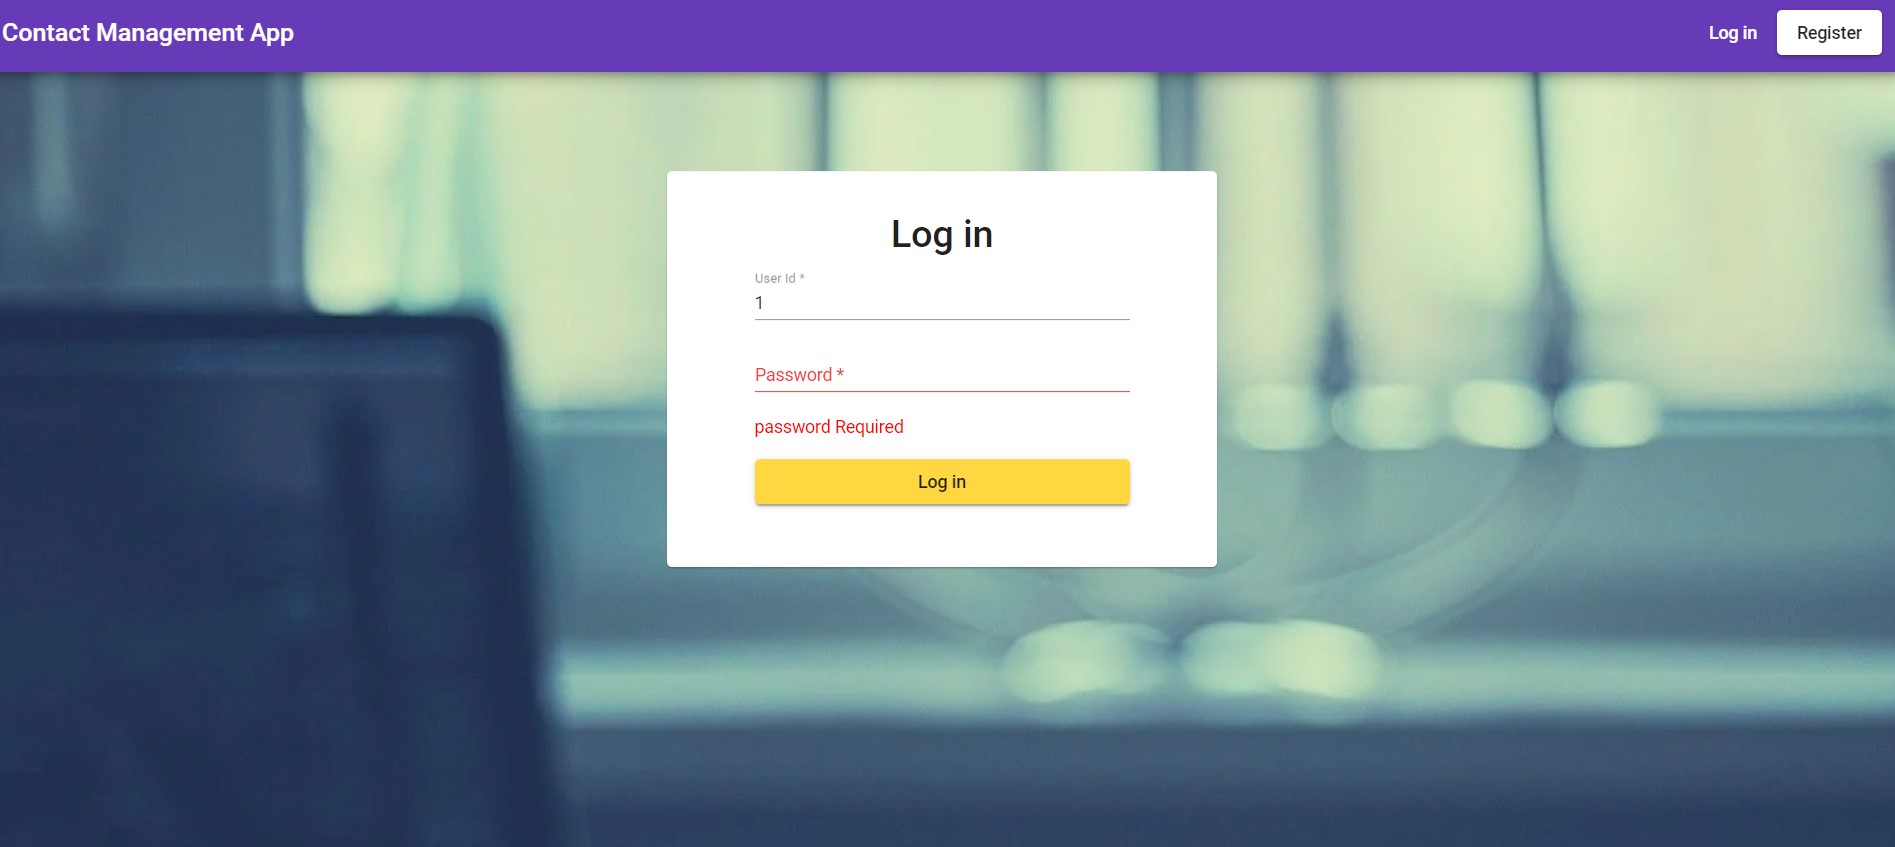 Contact Management App
Log in
Register
Log in
User Id *
1
Password *
password Required
Log in